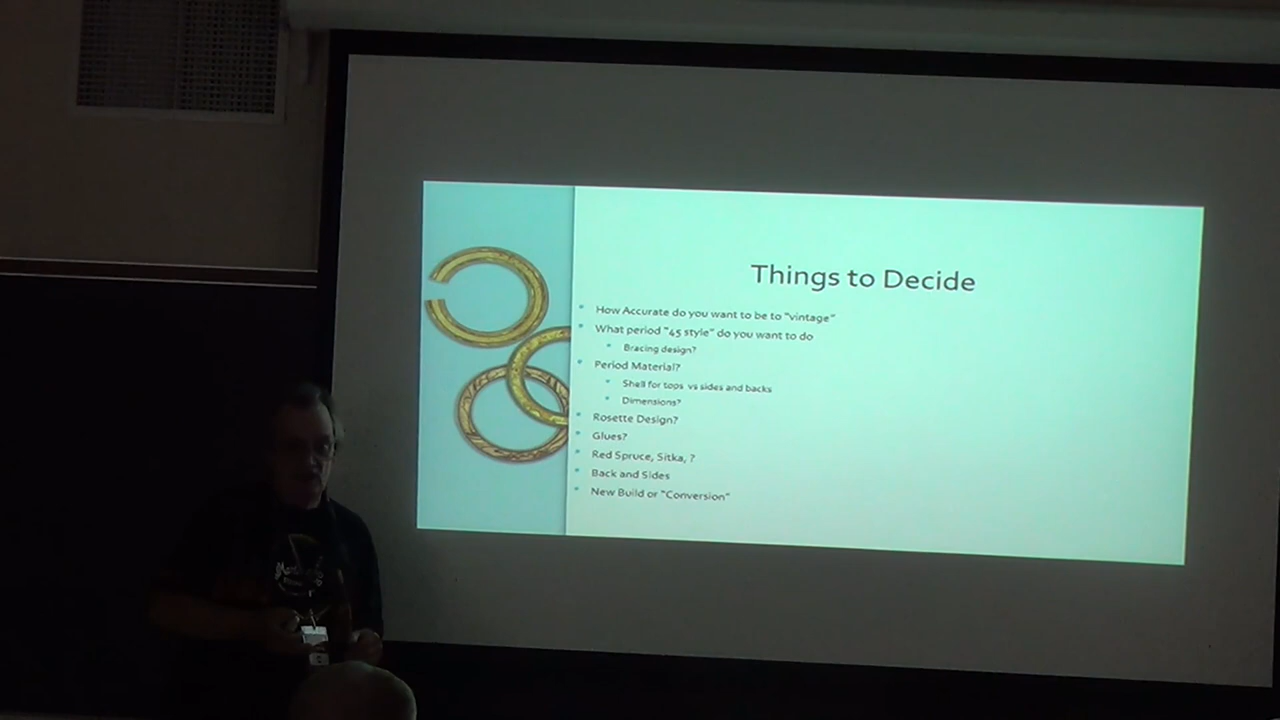 Things to Decide
How Accurate do you want to be to "vintage"
What period "45 style" do you want to do
Bracing design?
Period Material?
Shell for tops vs sides and backs
Dimensions?
Rosette Design?
Glues?
Red Spruce, Sitka, ?
Back and Sides
New Build or "Conversion"